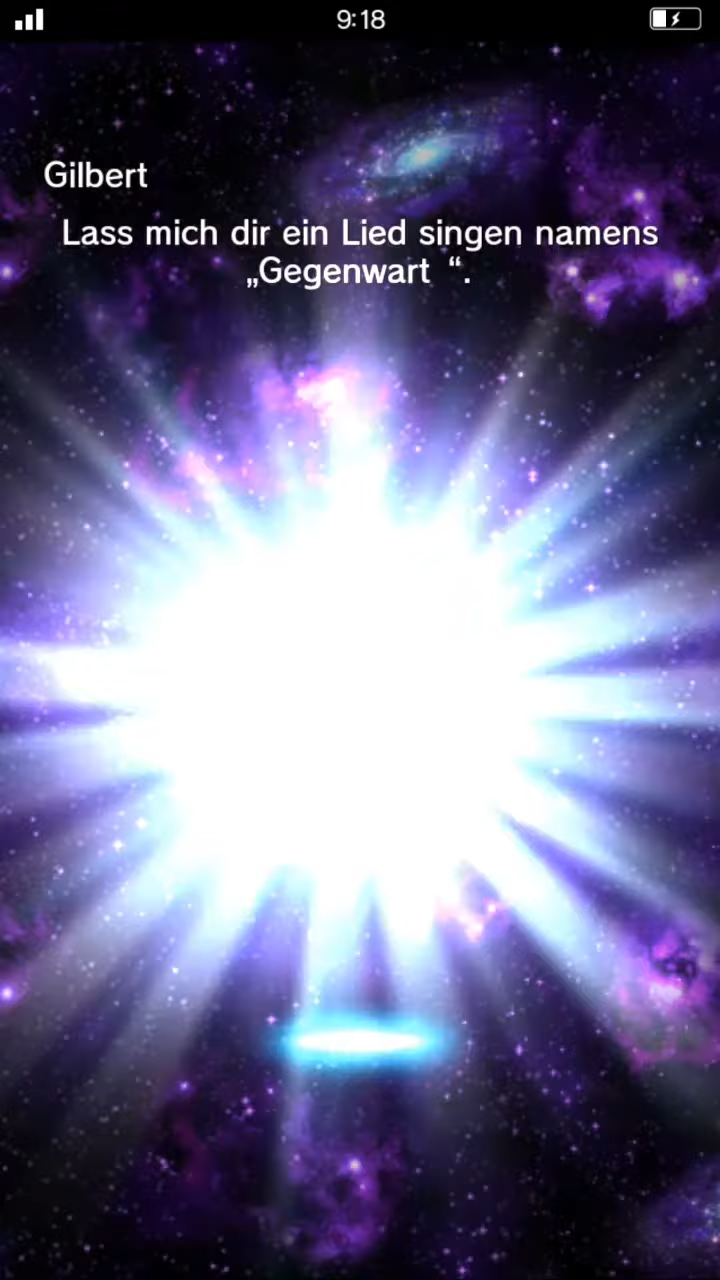 9:18
Gilbert
Lass mich dir ein Lied singen namens
„Gegenwart “.